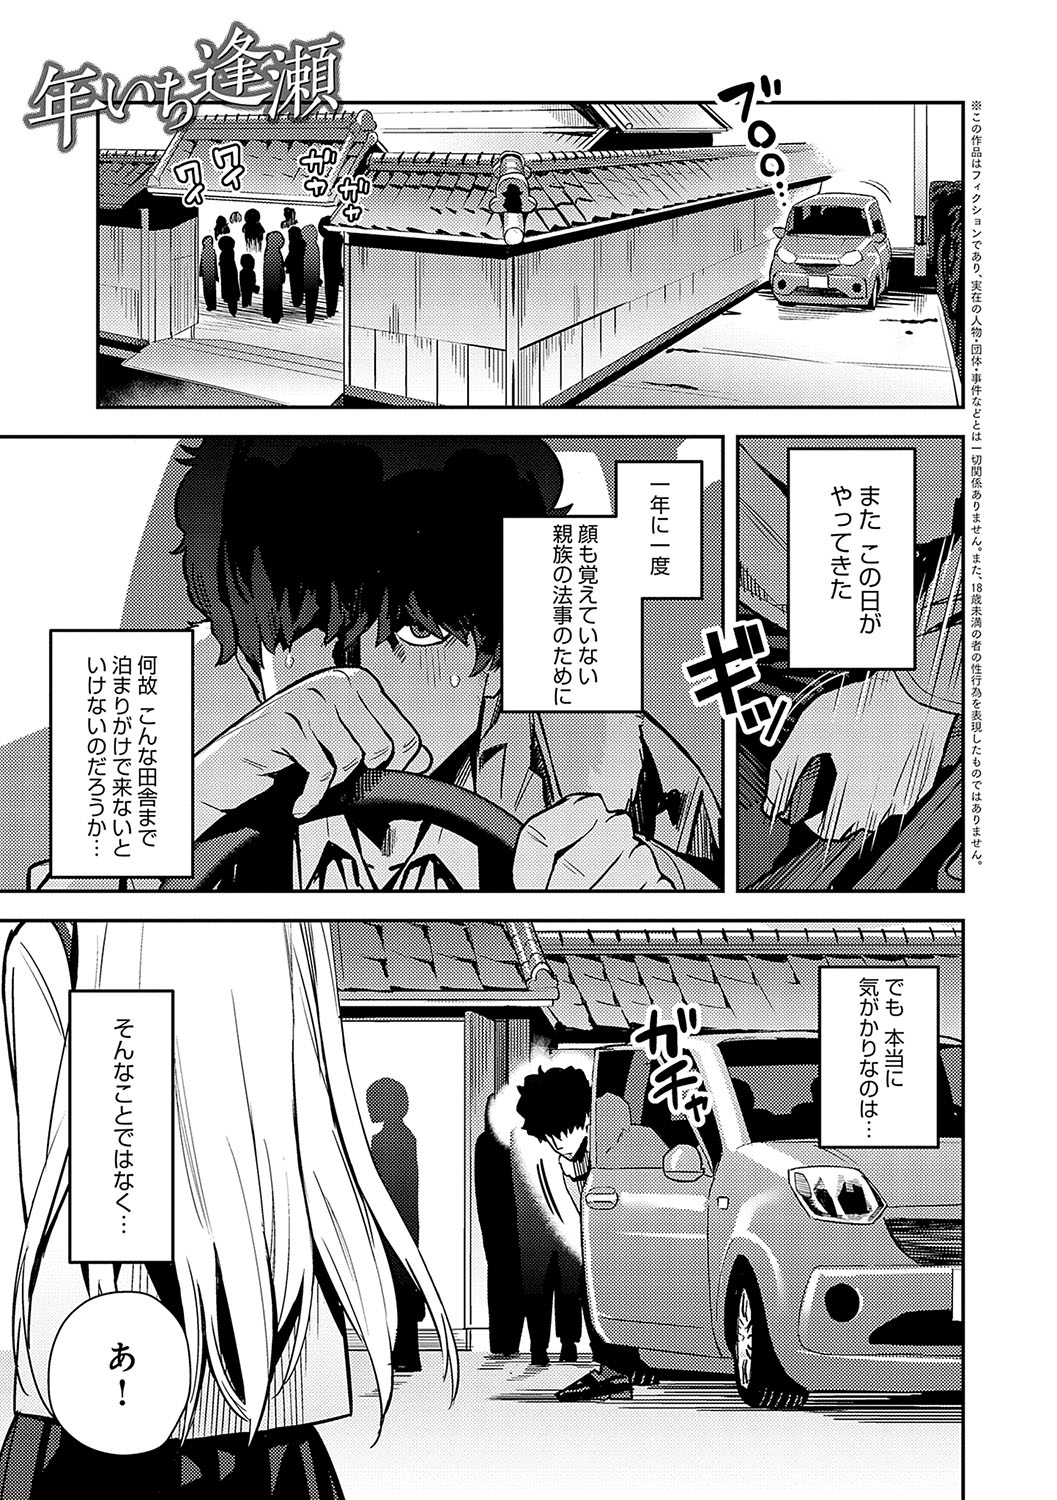 年いち逢瀬
※この作品はフィクションであり、実在の人物・団体・事件などとは一切関係ありません。また、18歳未満の者の性行為を表現したものではありません。
ブロロ…
ワイ
ワイ
ギャ
ギャ
また この日が
やってきた
ギッ
一年に一度
顔も覚えていない
親族の法事のために
何故 こんな田舎まで
泊まりがけで来ないと
いけないのだろうか…
でも 本当に
気がかりなのは…
ガチャ
そんなことではなく…
あ!